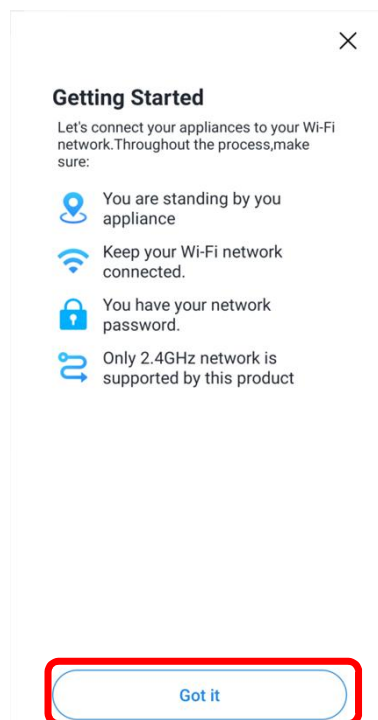 Getting Started
Let's connect your appliances to your Wi-Fi
network.Throughout the process,make
sure:
You are standing by you
appliance
Keep your Wi-Fi network
connected.
You have your network
password.
Only 2.4GHz network is
supported by this product
Got it